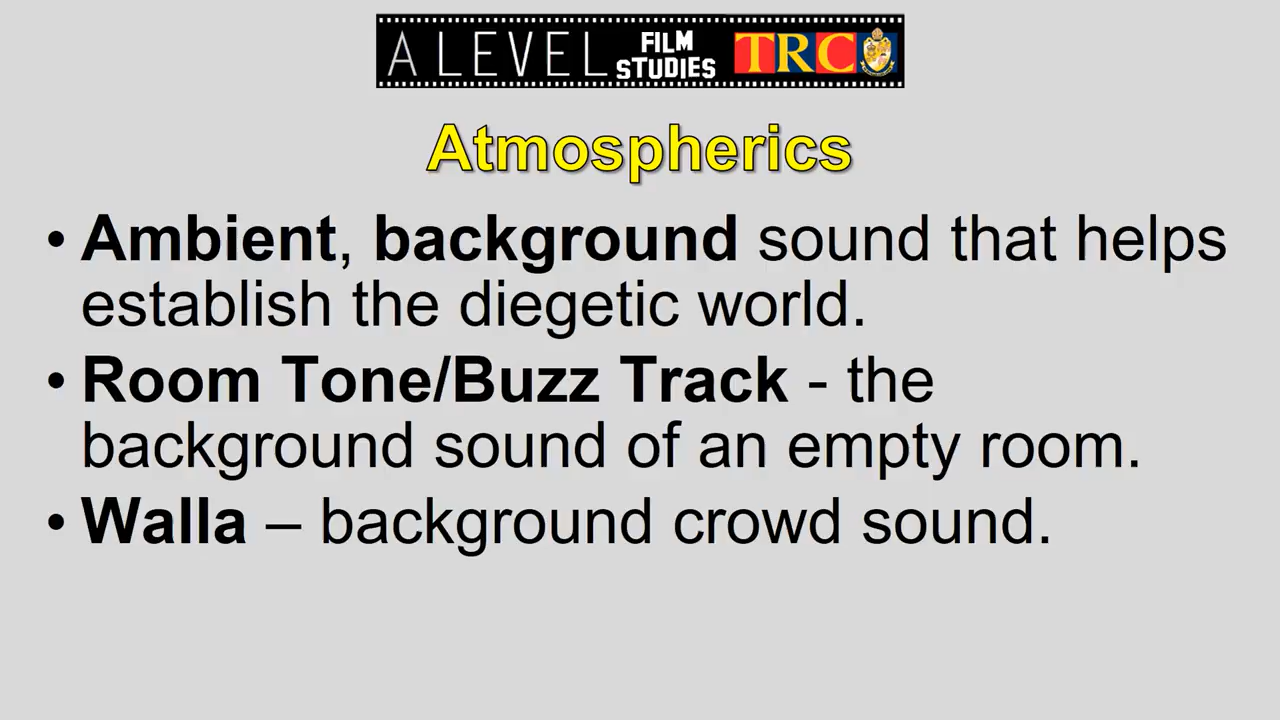 A LEVEL FILM STUDIES TRC
Atmospherics
• Ambient, background sound that helps
establish the diegetic world.
• Room Tone/Buzz Track - the
background sound of an empty room.
• Walla – background crowd sound.